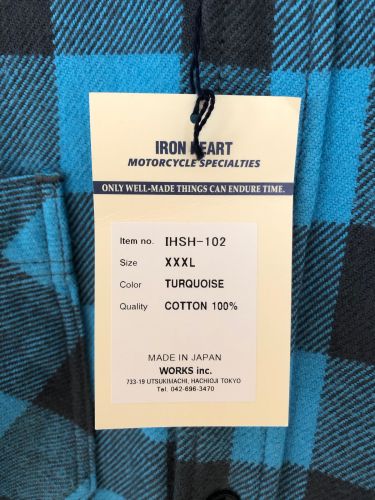 IRON HEART
MOTORCYCLE SPECIALTIES
ONLY WELL-MADE THINGS CAN ENDURE TIME.
Item no. IHSH-102
Size XXXL
Color TURQUOISE
Quality COTTON 100%
MADE IN JAPAN
WORKS inc.
733-19 UTSUKIMACHI, HACHIOJI TOKYO
Tel. 042-696-3470